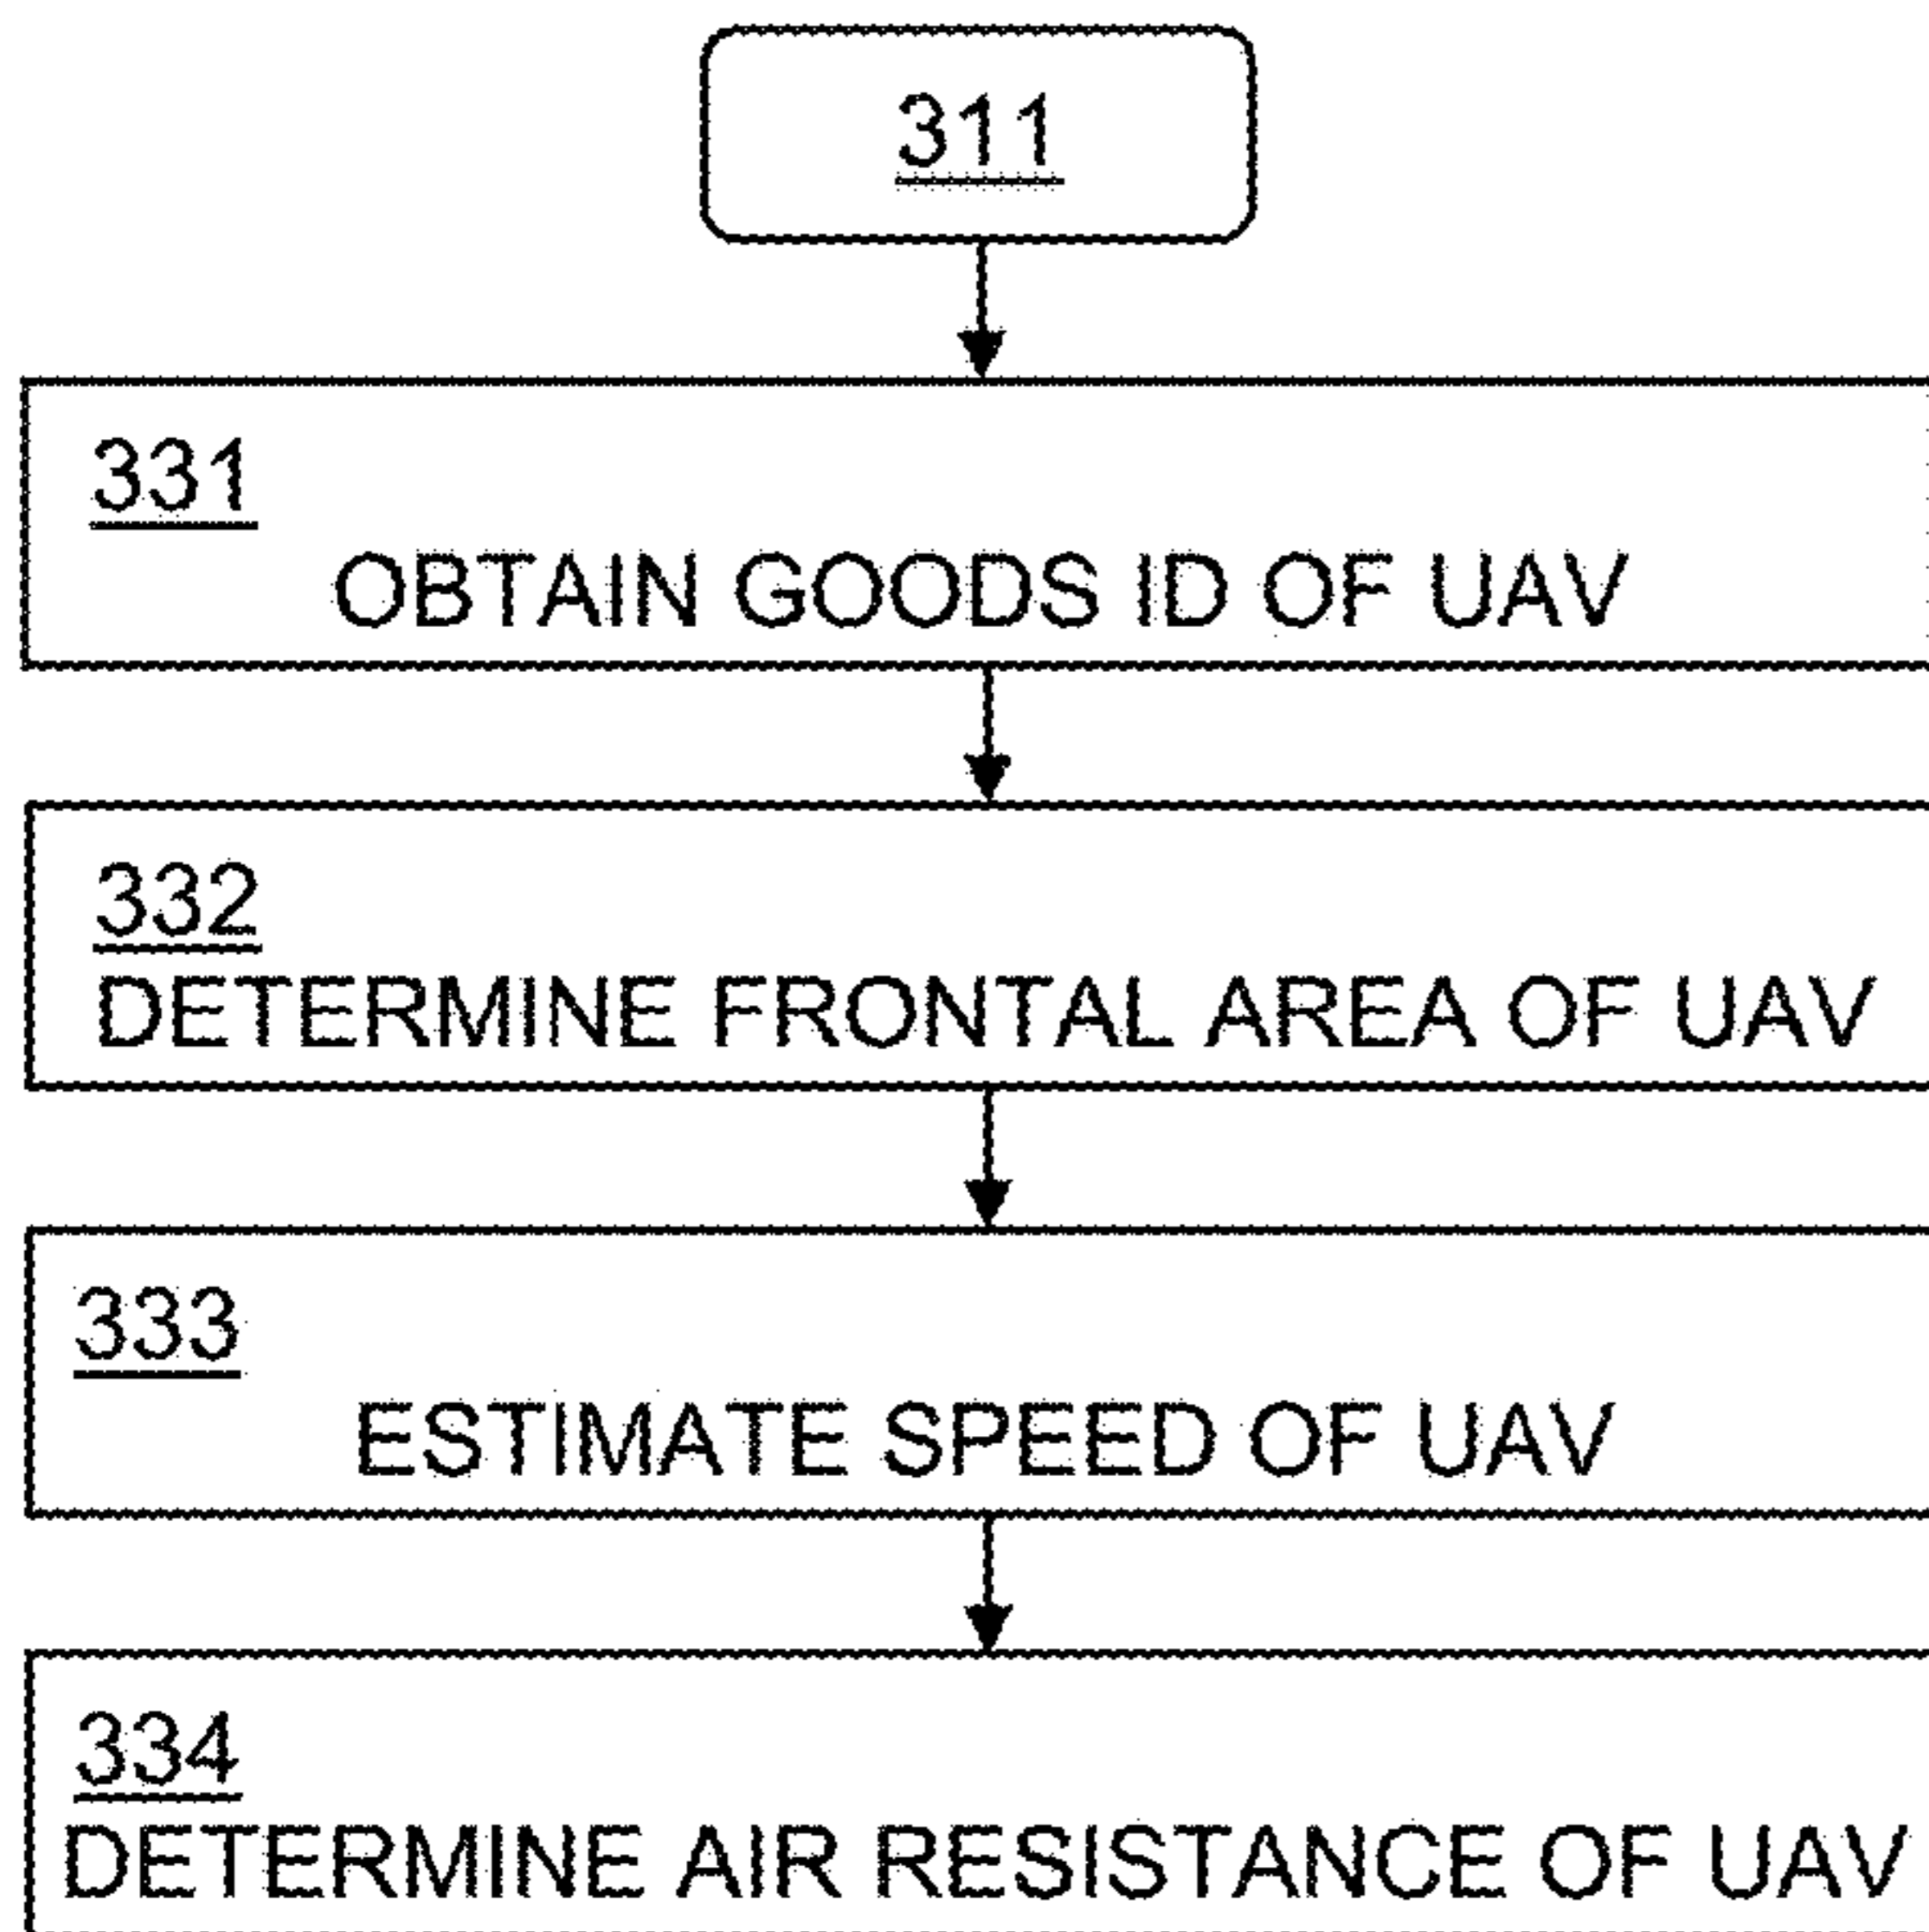 311
331
OBTAIN GOODS ID OF UAV
332
DETERMINE FRONTAL AREA OF UAV
333
ESTIMATE SPEED OF UAV
334
DETERMINE AIR RESISTANCE OF UAV